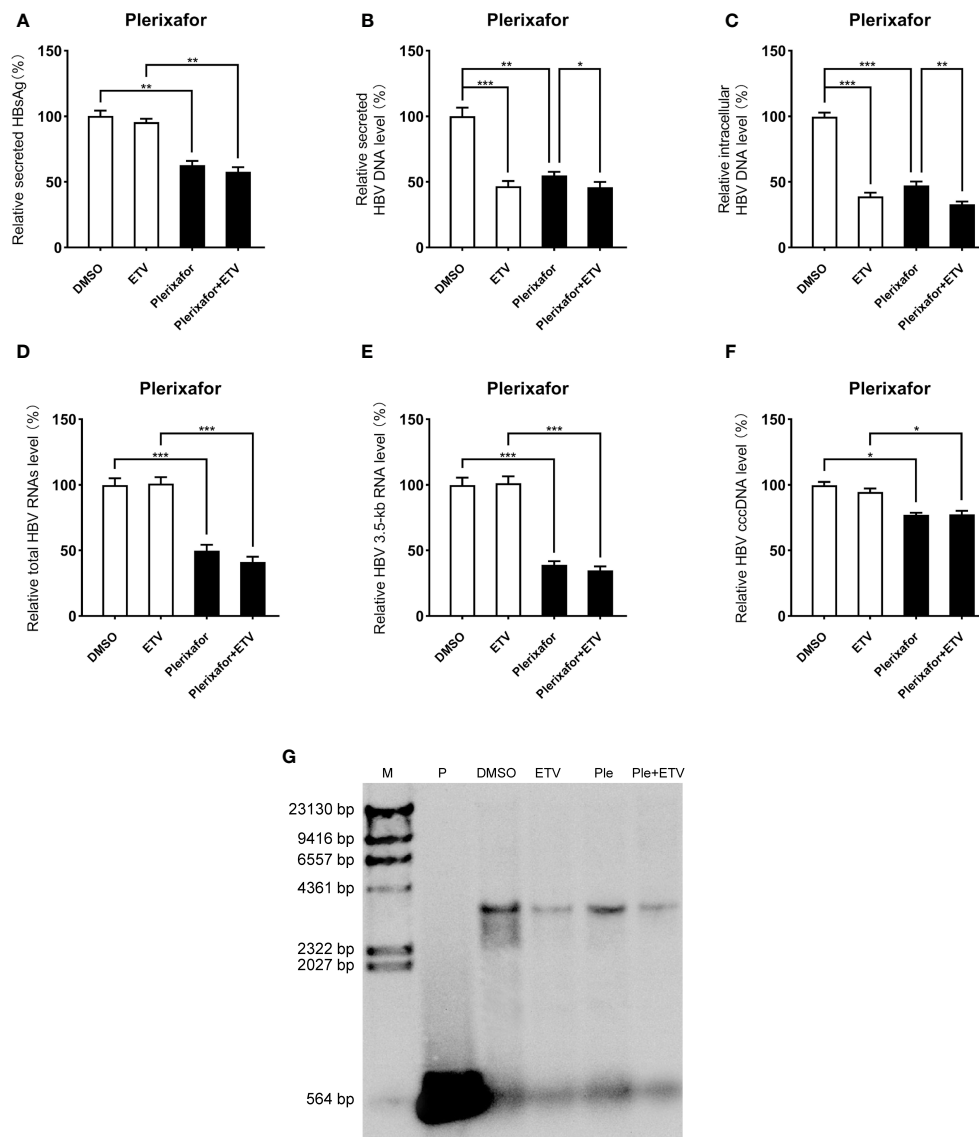 A
Plerixafor
Relative secreted HBsAg (%)
150
100
50
0
**
**
DMSO
ETV
Plerixafor
Plerixafor+ETV
B
Plerixafor
Relative secreted
HBV DNA level (%)
150
100
50
0
**
*
***
DMSO
ETV
Plerixafor
Plerixafor+ETV
C
Plerixafor
Relative intracellular
HBV DNA level (%)
150
100
50
0
***
**
***
DMSO
ETV
Plerixafor
Plerixafor+ETV
D
Plerixafor
Relative total HBV RNAs level (%)
150
100
50
0
***
***
DMSO
ETV
Plerixafor
Plerixafor+ETV
E
Plerixafor
Relative HBV 3.5-kb RNA level (%)
150
100
50
0
***
***
DMSO
ETV
Plerixafor
Plerixafor+ETV
F
Plerixafor
Relative HBV cccDNA level (%)
150
100
50
0
*
*
DMSO
ETV
Plerixafor
Plerixafor+ETV
G
M P DMSO ETV Ple Ple+ETV
23130 bp
9416 bp
6557 bp
4361 bp
2322 bp
2027 bp
564 bp